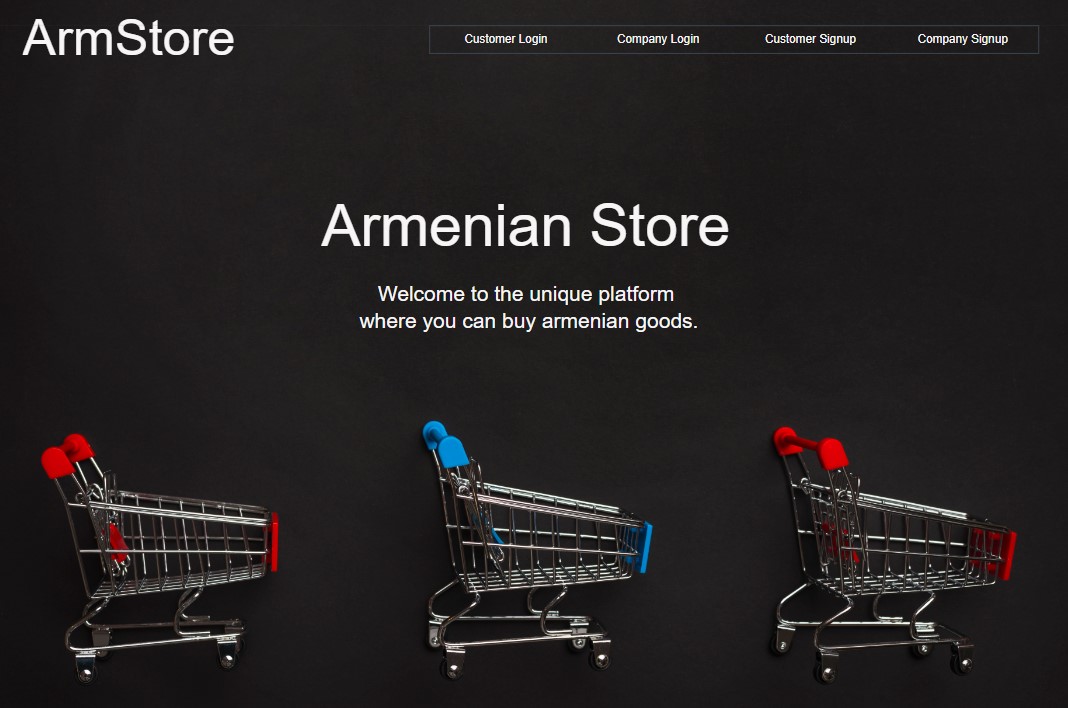 ArmStore
Customer Login
Company Login
Customer Signup
Company Signup
Armenian Store
Welcome to the unique platform
where you can buy armenian goods.